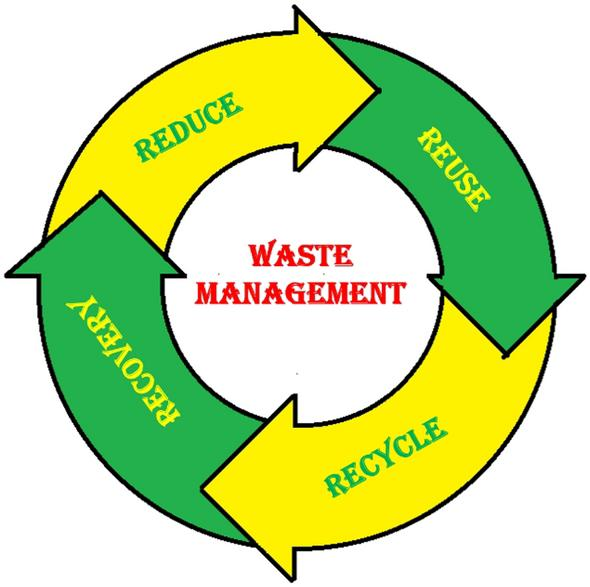 REDUCE
REUSE
WASTE
MANAGEMENT
RECOVERY
RECYCLE